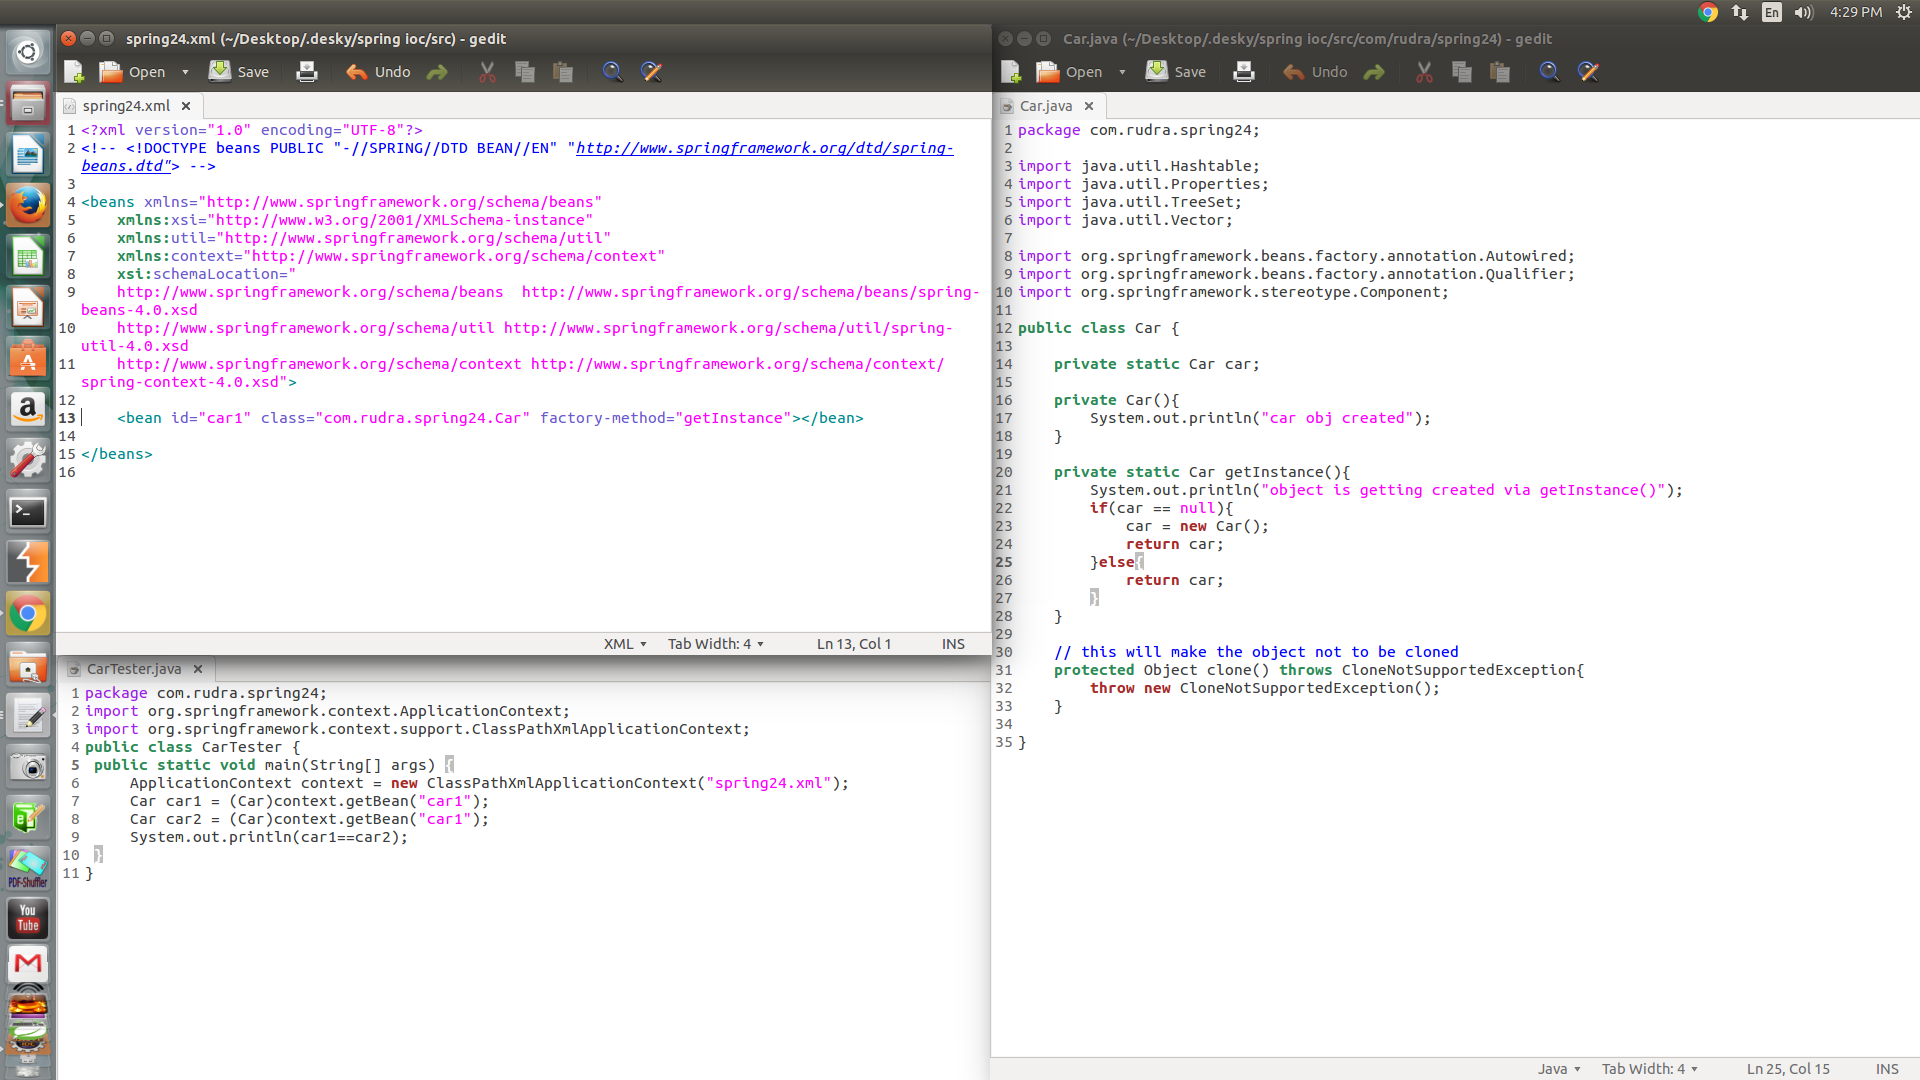 En
4:29 PM
spring24.xml (~/Desktop/.desky/spring ioc/src) - gedit
Open Save Undo
spring24.xml
1 <?xml version="1.0" encoding="UTF-8"?>
2 <!-- <!DOCTYPE beans PUBLIC "-//SPRING//DTD BEAN//EN" "http://www.springframework.org/dtd/spring-
beans.dtd"> -->
3
4 <beans xmlns="http://www.springframework.org/schema/beans"
5 xmlns:xsi="http://www.w3.org/2001/XMLSchema-instance"
6 xmlns:util="http://www.springframework.org/schema/util"
7 xmlns:context="http://www.springframework.org/schema/context"
8 xsi:schemaLocation="
9 http://www.springframework.org/schema/beans  http://www.springframework.org/schema/beans/spring-
beans-4.0.xsd
10 http://www.springframework.org/schema/util http://www.springframework.org/schema/util/spring-
util-4.0.xsd
11 http://www.springframework.org/schema/context http://www.springframework.org/schema/context/
spring-context-4.0.xsd">
12
13 <bean id="car1" class="com.rudra.spring24.Car" factory-method="getInstance"></bean>
14
15 </beans>
16
XML Tab Width: 4 Ln 13, Col 1 INS
CarTester.java
1 package com.rudra.spring24;
2 import org.springframework.context.ApplicationContext;
3 import org.springframework.context.support.ClassPathXmlApplicationContext;
4 public class CarTester {
5 public static void main(String[] args) {
6 ApplicationContext context = new ClassPathXmlApplicationContext("spring24.xml");
7 Car car1 = (Car)context.getBean("car1");
8 Car car2 = (Car)context.getBean("car1");
9 System.out.println(car1==car2);
10 }
11 }
Car.java (~/Desktop/.desky/spring ioc/src/com/rudra/spring24) - gedit
Open Save Undo
Car.java
1 package com.rudra.spring24;
2
3 import java.util.Hashtable;
4 import java.util.Properties;
5 import java.util.TreeSet;
6 import java.util.Vector;
7
8 import org.springframework.beans.factory.annotation.Autowired;
9 import org.springframework.beans.factory.annotation.Qualifier;
10 import org.springframework.stereotype.Component;
11
12 public class Car {
13
14 private static Car car;
15
16 private Car(){
17 System.out.println("car obj created");
18 }
19
20 private static Car getInstance(){
21 System.out.println("object is getting created via getInstance()");
22 if(car == null){
23 car = new Car();
24 return car;
25 }else{
26 return car;
27 }
28 }
29
30 // this will make the object not to be cloned
31 protected Object clone() throws CloneNotSupportedException{
32 throw new CloneNotSupportedException();
33 }
34
35 }
Java Tab Width: 4 Ln 25, Col 15 INS
PDF-Shuffler
You
Tube